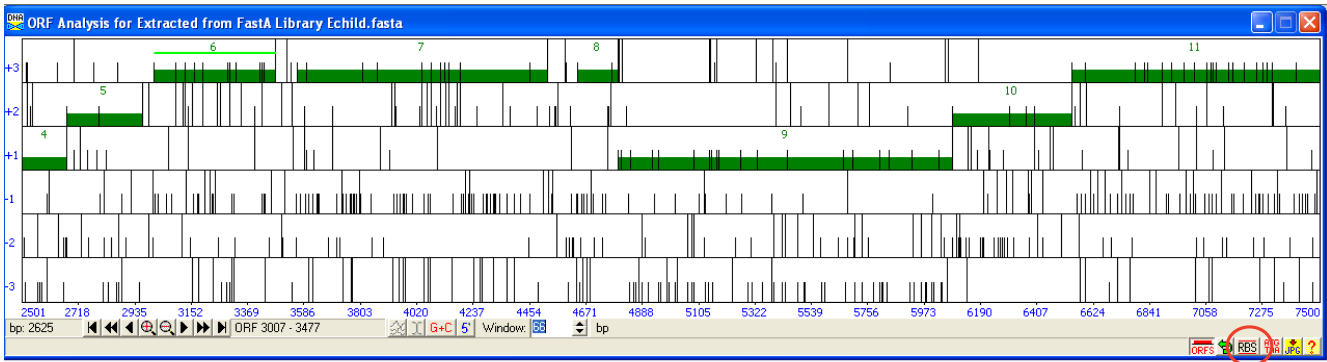 DNA ORF Analysis for Extracted from FastA Library Echild.fasta
6 7 8 11
+3
5 10
+2
4 9
+1
-1
-2
-3
2501 2718 2935 3152 3369 3586 3803 4020 4237 4454 4671 4888 5105 5322 5539 5756 5973 6190 6407 6624 6841 7058 7275 7500
bp: 2625 ORF 3007 - 3477 G+C 5' Window: 66 bp
ORFS RBS ATG TAA JPG ?